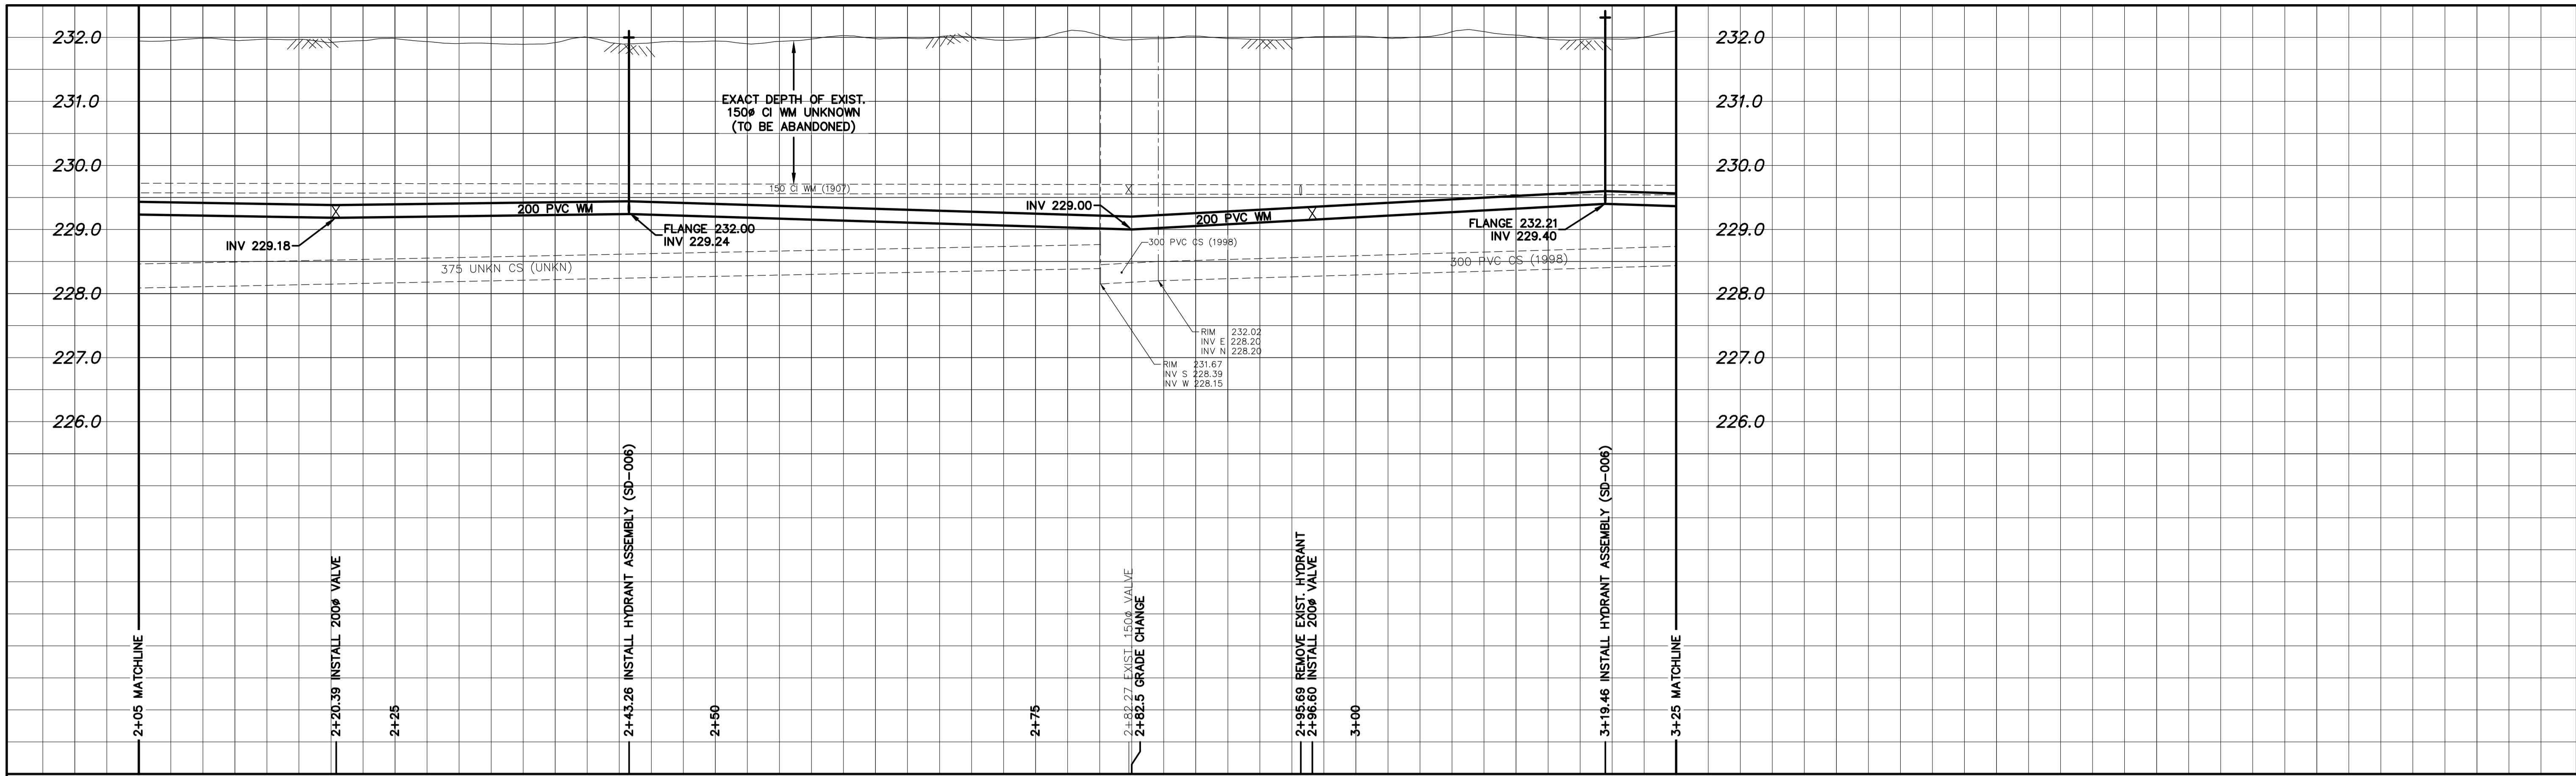 232.0
231.0
230.0
229.0
228.0
227.0
226.0
EXACT DEPTH OF EXIST.
150ø CI WM UNKNOWN
(TO BE ABANDONED)
150 CI WM (1907)
200 PVC WM
INV 229.18
FLANGE 232.00
INV 229.24
375 UNKN CS (UNKN)
INV 229.00
200 PVC WM
300 PVC CS (1998)
FLANGE 232.21
INV 229.40
300 PVC CS (1998)
RIM 232.02
INV E 228.20
INV N 228.20
RIM 231.67
INV S 228.39
INV W 228.15
232.0
231.0
230.0
229.0
228.0
227.0
226.0
2+05 MATCHLINE
2+20.39 INSTALL 200ø VALVE
2+25
2+43.26 INSTALL HYDRANT ASSEMBLY (SD-006)
2+50
2+75
2+82.27 EXIST. 150ø VALVE
2+82.5 GRADE CHANGE
2+95.69 REMOVE EXIST. HYDRANT
2+96.60 INSTALL 200ø VALVE
3+00
3+19.46 INSTALL HYDRANT ASSEMBLY (SD-006)
3+25 MATCHLINE